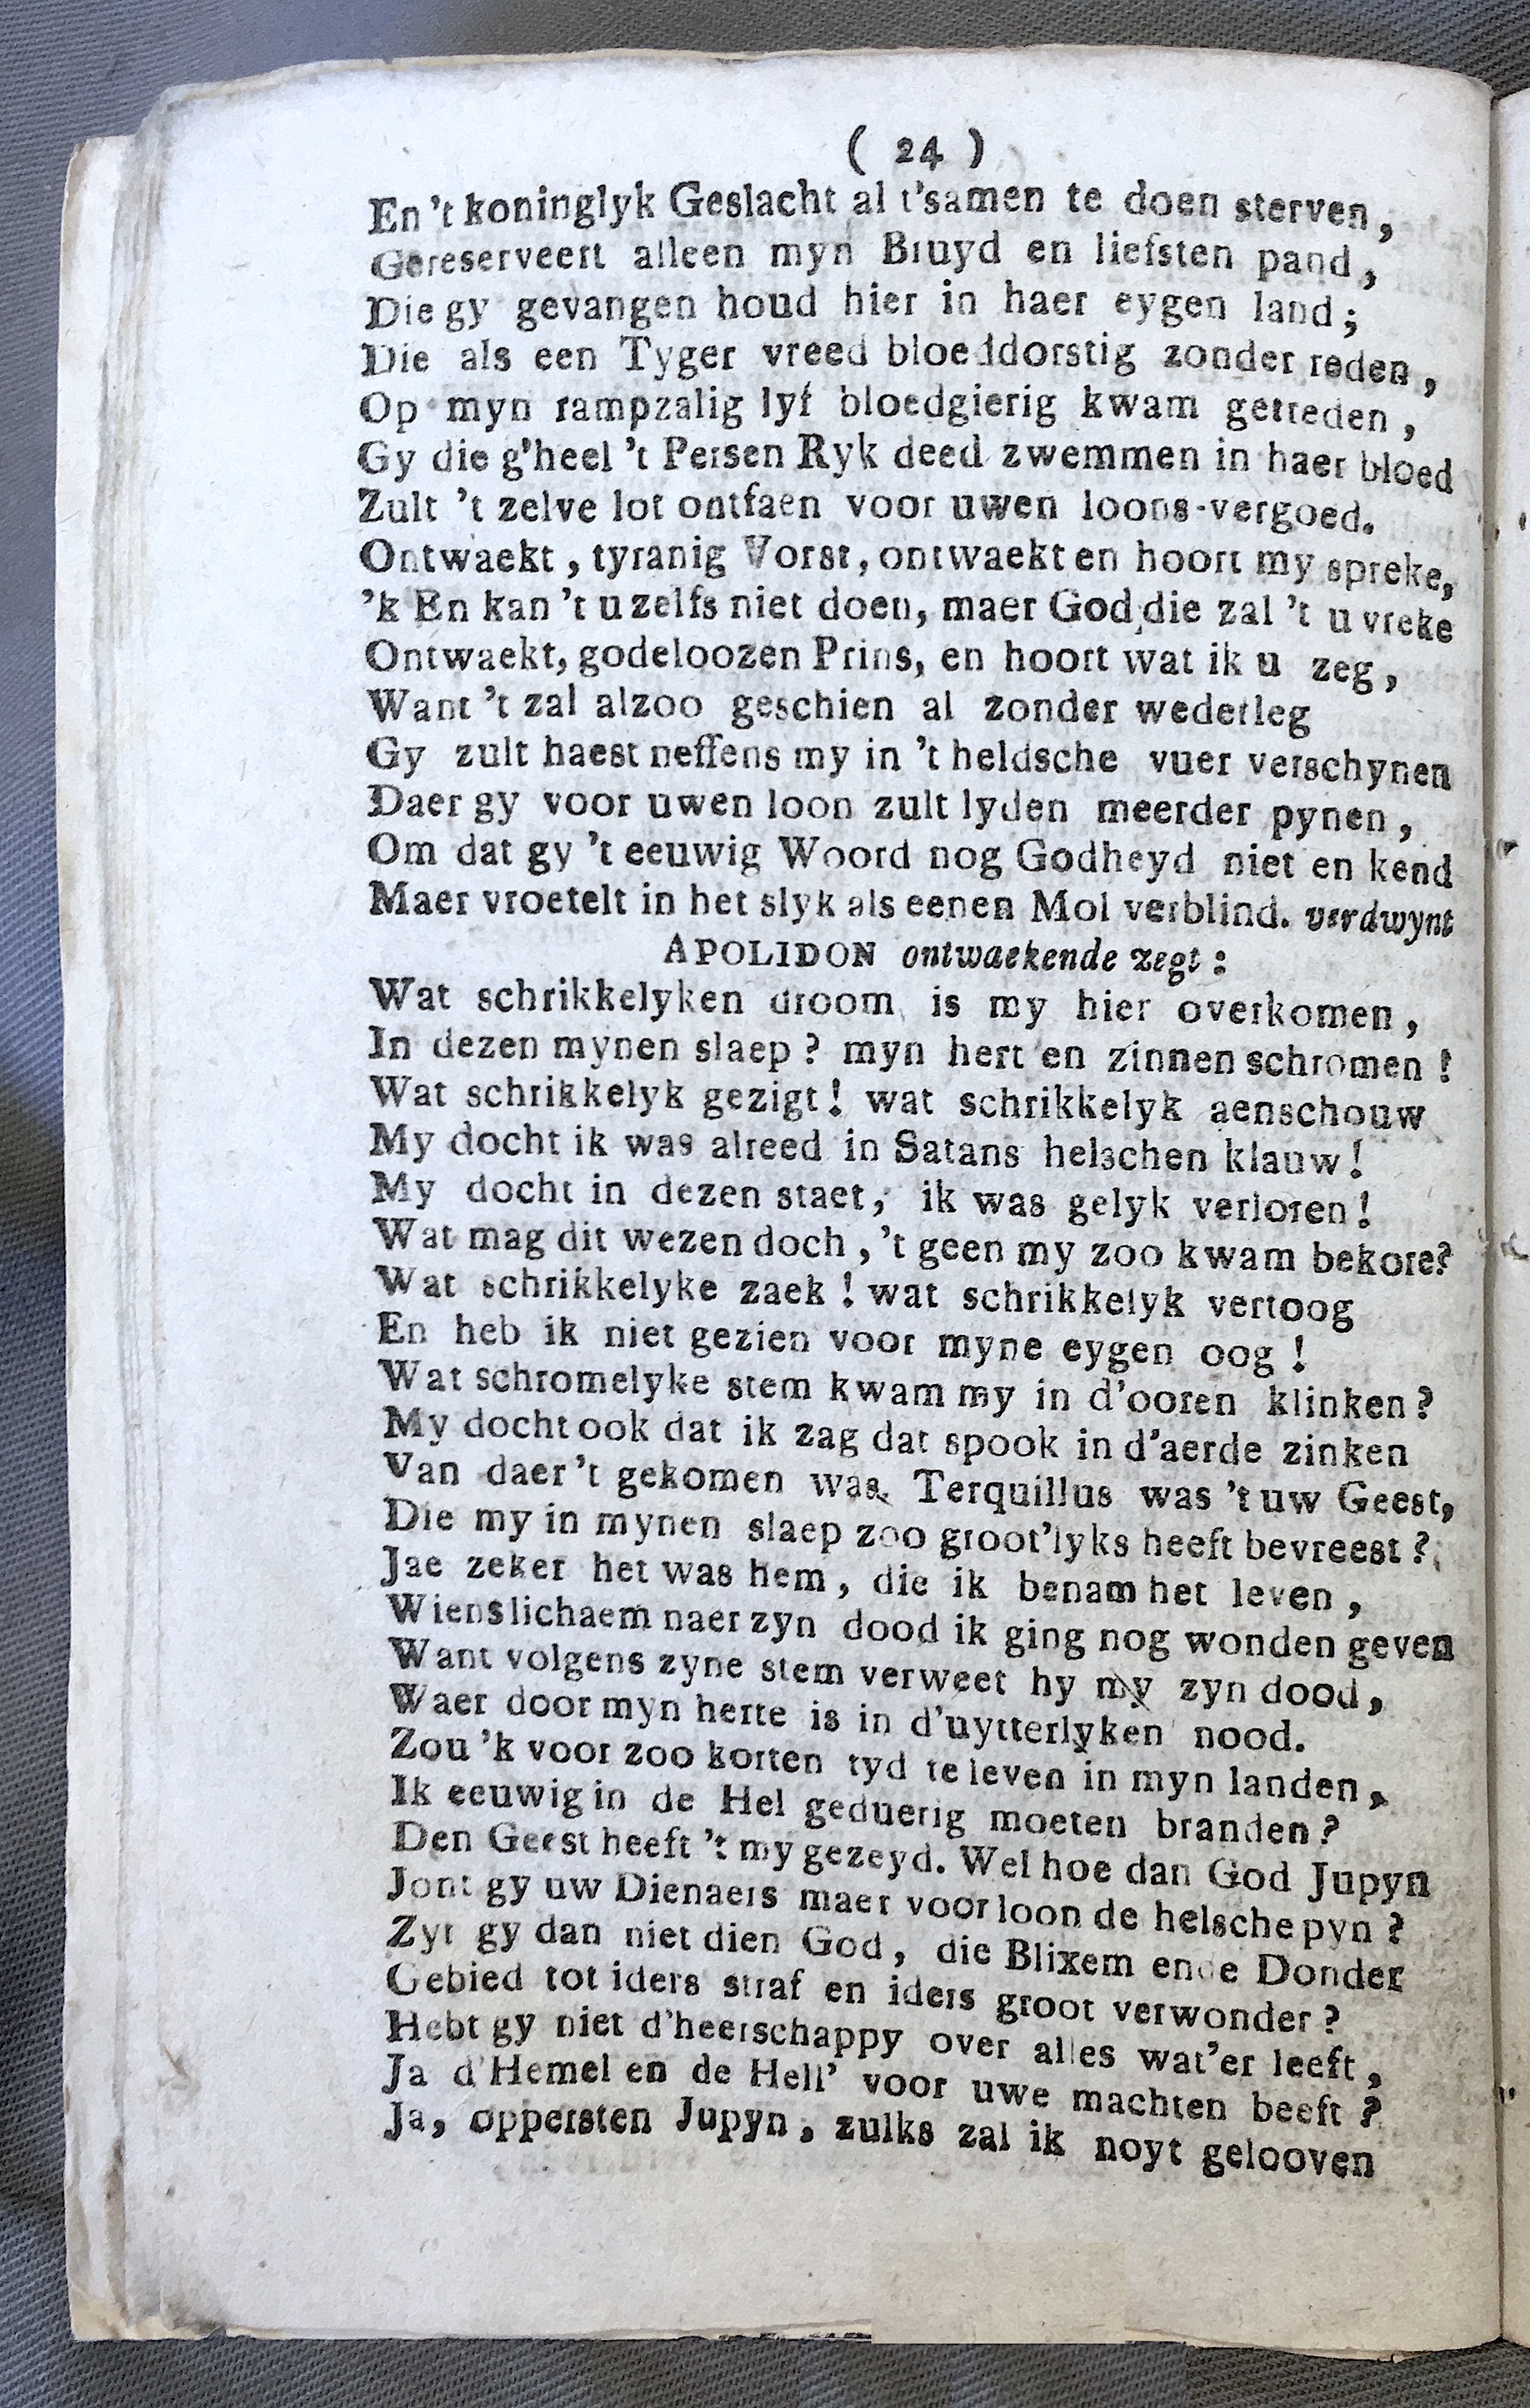 ( 24 )
En 't koninglyk Geslacht al t'samen te doen sterven,
Gereserveert alleen myn Bruyd en liefsten pand,
Die gy gevangen houd hier in haer eygen land;
Die als een Tyger vreed bloeddorstig zonder reden,
Op myn rampzalig lyf bloedgierig kwam getreden,
Gy die g'heel 't Persen Ryk deed zwemmen in haer bloed
Zult 't zelve lot ontfaen voor uwen loons-vergoed.
Ontwaekt, tyranig Vorst, ontwaekt en hoort my spreke,
'k En kan 't u zelfs niet doen, maer God die zal 't u vreke
Ontwaekt, godeloozen Prins, en hoort wat ik u zeg,
Want 't zal alzoo geschien al zonder wederleg
Gy zult haest neffens my in 't heldsche vuer verschynen
Daer gy voor uwen loon zult lyden meerder pynen,
Om dat gy 't eeuwig Woord nog Godheyd niet en kend
Maer vroetelt in het slyk als eenen Mol verblind. verdwynt
APOLIDON ontwaekende zegt:
Wat schrikkelyken droom is my hier overkomen,
In dezen mynen slaep? myn hert en zinnen schromen!
Wat schrikkelyk gezigt! wat schrikkelyk aenschouw
My docht ik was alreed in Satans helschen klauw!
My docht in dezen staet, ik was gelyk verloren!
Wat mag dit wezen doch, 't geen my zoo kwam bekore?
Wat schrikkelyke zaek! wat schrikkelyk vertoog
En heb ik niet gezien voor myne eygen oog!
Wat schromelyke stem kwam my in d'ooren klinken?
My docht ook dat ik zag dat spook in d'aerde zinken
Van daer 't gekomen was. Terquillus was 't uw Geest,
Die my in mynen slaep zoo groot'lyks heeft bevreest?
Jae zeker het was hem, die ik benam het leven,
Wiens lichaem naer zyn dood ik ging nog wonden geven
Want volgens zyne stem verweet hy my zyn dood,
Waer door myn herte is in d'uytterlyken nood.
Zou 'k voor zoo korten tyd te leven in myn landen,
Ik eeuwig in de Hel geduerig moeten branden?
Den Geest heeft 't my gezeyd. Wel hoe dan God Jupyn
Jont gy uw Dienaers maer voor loon de helsche pyn?
Zyt gy dan niet dien God, die Blixem ende Donder
Gebied tot iders straf en iders groot verwonder?
Hebt gy niet d'heerschappy over alles wat'er leeft,
Ja d'Hemel en de Hell' voor uwe machten beeft?
Ja, oppersten Jupyn, zulks zal ik noyt gelooven